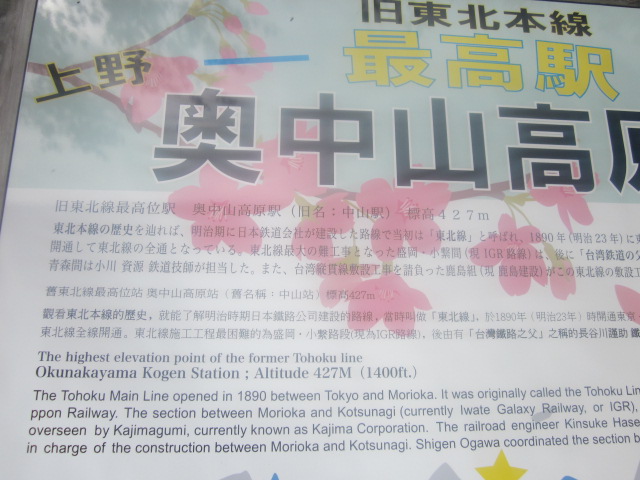 旧東北本線
上野 — 最高駅
奥中山高原
旧東北線最高位駅 奥中山高原駅（旧名：中山駅）標高４２７ｍ
東北本線の歴史を辿れば、明治期に日本鉄道会社が建設した路線で当初は「東北線」と呼ばれ、1890年(明治23年)に東
開通して東北線の全通となっている。東北線最大の難工事となった盛岡・小繋間(現IGR路線)は、後に「台湾鉄道の父
青森間は小川 資源 鉄道技師が担当した。また、台湾縦貫線敷設工事を請負った鹿島組(現 鹿島建設)がこの東北線の敷設工
舊東北線最高位站 奧中山高原站（舊名稱：中山站）標高427m
觀看東北本線的歷史，就能了解明治時期日本鐵路公司建設的路線，當時叫做「東北線」，於1890年（明治23年）時開通東京
東北線全線開通。東北線施工工程最困難的為盛岡・小繋路段(現為IGR路線)，後由有「台灣鐵路之父」之稱的長谷川謹助
The highest elevation point of the former Tohoku line
Okunakayama Kogen Station ; Altitude 427M（1400ft.）
The Tohoku Main Line opened in 1890 between Tokyo and Morioka. It was originally called the Tohoku Lin
ppon Railway. The section between Morioka and Kotsunagi (currently Iwate Galaxy Railway, or IGR),
overseen by Kajimagumi, currently known as Kajima Corporation. The railroad engineer Kinsuke Hase
in charge of the construction between Morioka and Kotsunagi. Shigen Ogawa coordinated the section b